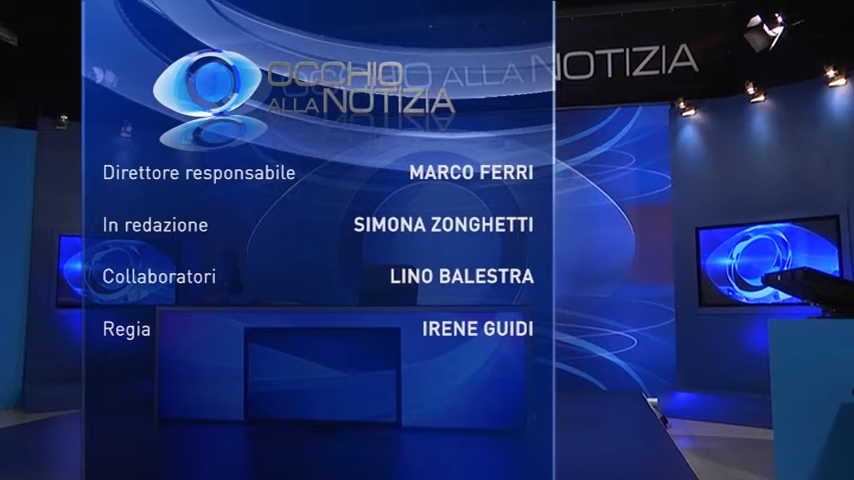 OCCHIO
ALLA NOTIZIA
OCCHIO ALLA NOTIZIA
Direttore responsabile MARCO FERRI
In redazione SIMONA ZONGHETTI
Collaboratori LINO BALESTRA
Regia IRENE GUIDI